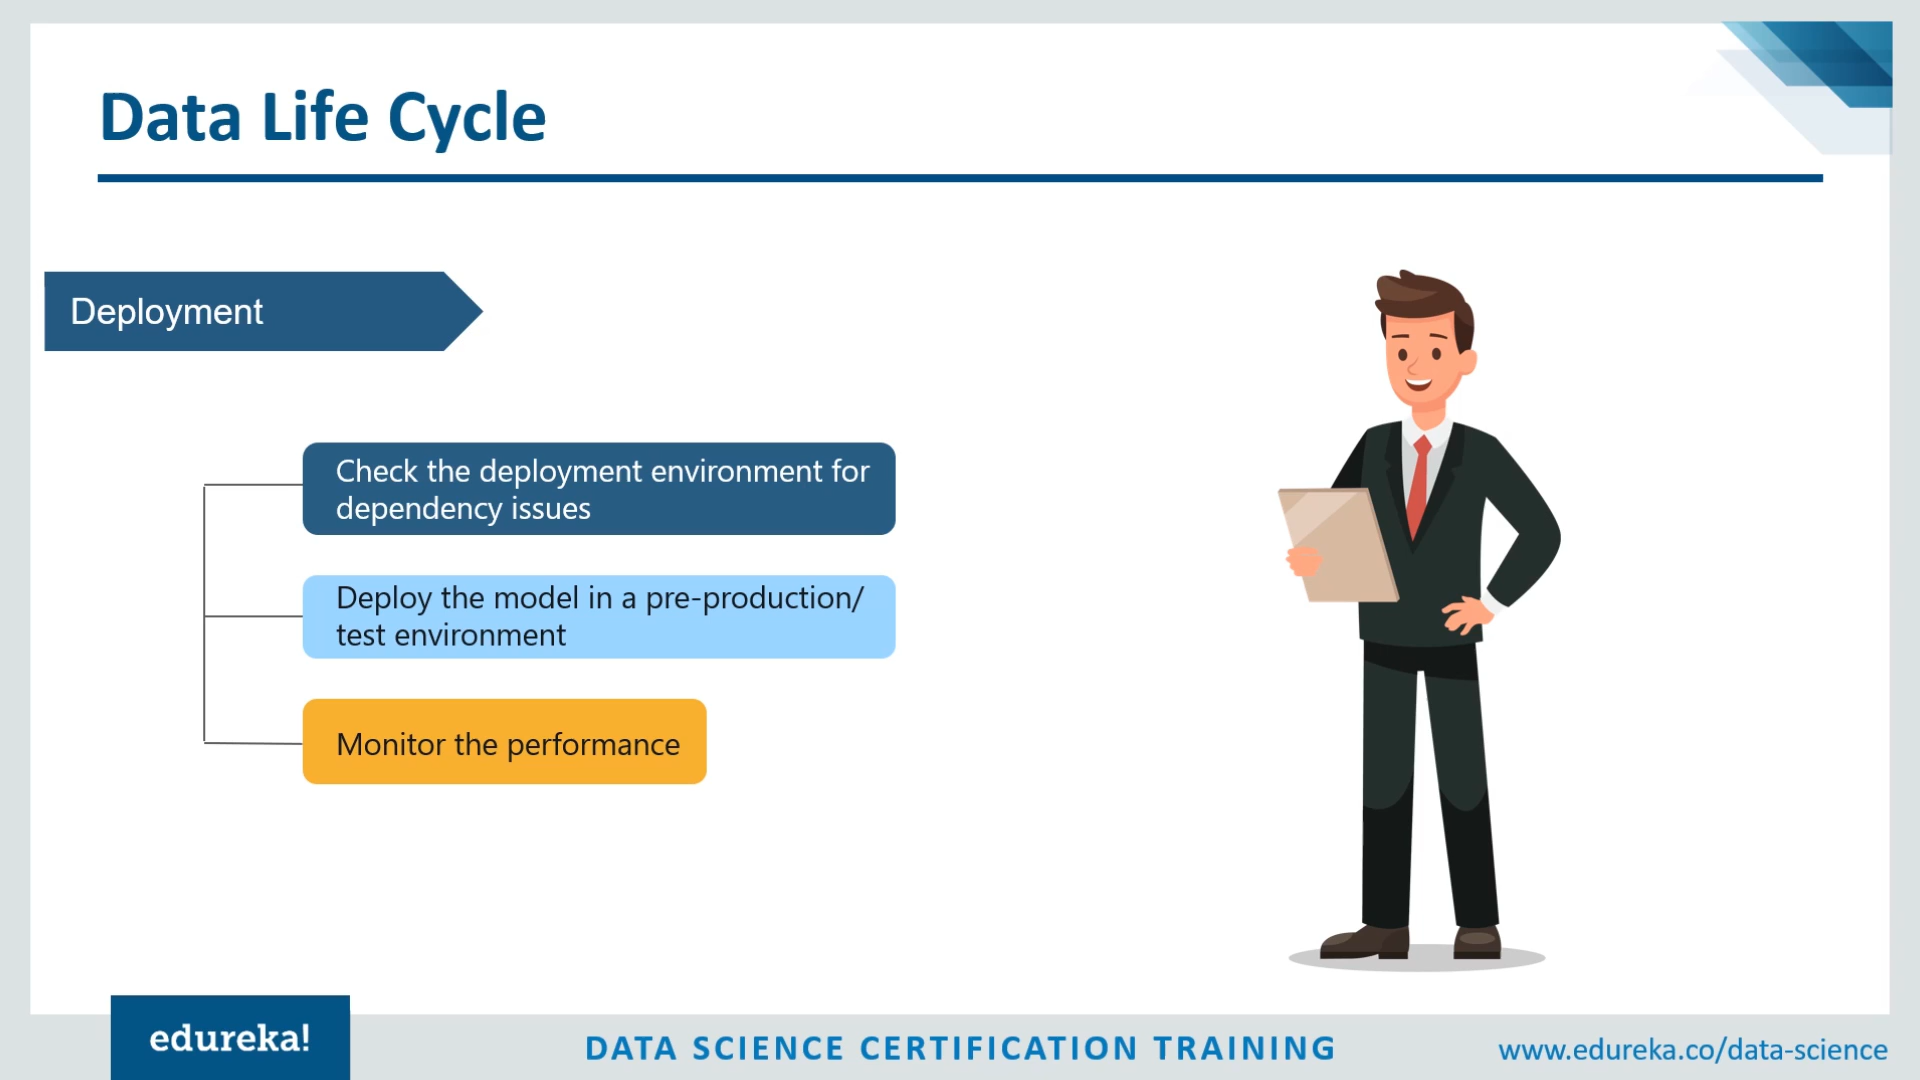 Data Life Cycle
Deployment
Check the deployment environment for
dependency issues
Deploy the model in a pre-production/
test environment
Monitor the performance
edureka!
DATA SCIENCE CERTIFICATION TRAINING
www.edureka.co/data-science